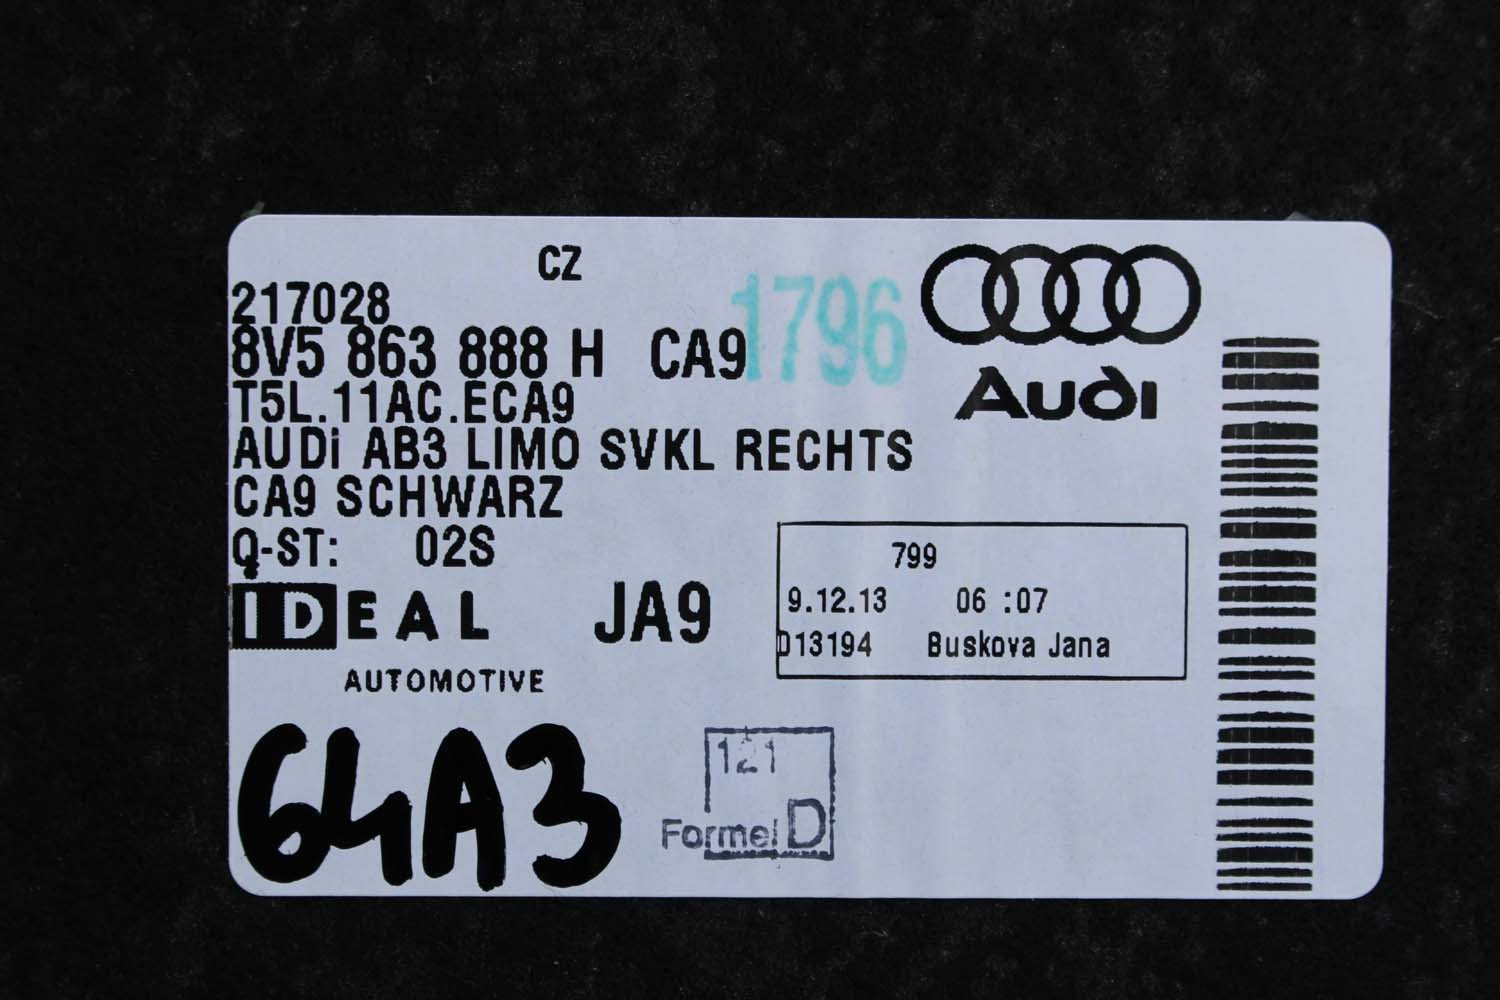 CZ
217028
8V5 863 888 H CA9
1796
T5L.11AC.ECA9
AUDi AB3 LIMO SVKL RECHTS
CA9 SCHWARZ
Q-ST: 02S
IDEAL
AUTOMOTIVE
JA9
Audi
799
9.12.13 06 :07
D13194 Buskova Jana
64A3
121
Formel D